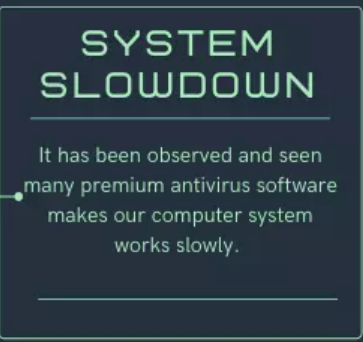 SYSTEM
SLOWDOWN
It has been observed and seen
many premium antivirus software
makes our computer system
works slowly.